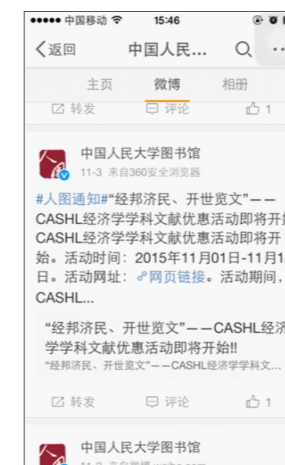 中国移动 15:46
返回 中国人民...
主页 微博 相册
转发 评论 1
中国人民大学图书馆
11-3 来自360安全浏览器
#人图通知#“经邦济民、开世览文”——
CASHL经济学学科文献优惠活动即将开始
CASHL经济学学科文献优惠活动即将开
始。活动时间：2015年11月01日-11月1
日。活动网址：网页链接。活动期间，
CASHL...
“经邦济民、开世览文”——CASHL经济
学学科文献优惠活动即将开始!!
“经邦济民、开世览文”——CASHL经济学学科文...
转发 评论 1
中国人民大学图书馆